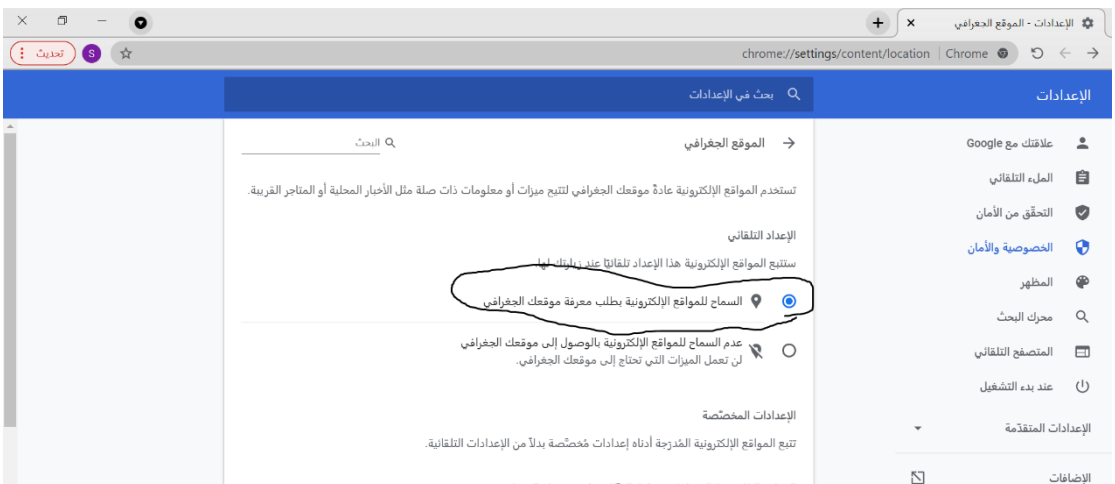 الإعدادات - الموقع الجغرافي
chrome://settings/content/location | Chrome
S
تحديث
الإعدادات
بحث في الإعدادات
علاقتك مع Google
الملء التلقائي
التحقّق من الأمان
الخصوصية والأمان
المظهر
محرك البحث
المتصفح التلقائي
عند بدء التشغيل
الإعدادات المتقدّمة
الإضافات
الموقع الجغرافي
البحث
تستخدم المواقع الإلكترونية عادةً موقعك الجغرافي لتتيح ميزات أو معلومات ذات صلة مثل الأخبار المحلية أو المتاجر القريبة.
الإعداد التلقائي
ستتبع المواقع الإلكترونية هذا الإعداد تلقائيًا عند زيارتك لها.
السماح للمواقع الإلكترونية بطلب معرفة موقعك الجغرافي
عدم السماح للمواقع الإلكترونية بالوصول إلى موقعك الجغرافي
لن تعمل الميزات التي تحتاج إلى موقعك الجغرافي.
الإعدادات المخصّصة
تتبع المواقع الإلكترونية المُدرَجة أدناه إعدادات مُخصَّصة بدلاً من الإعدادات التلقائية.